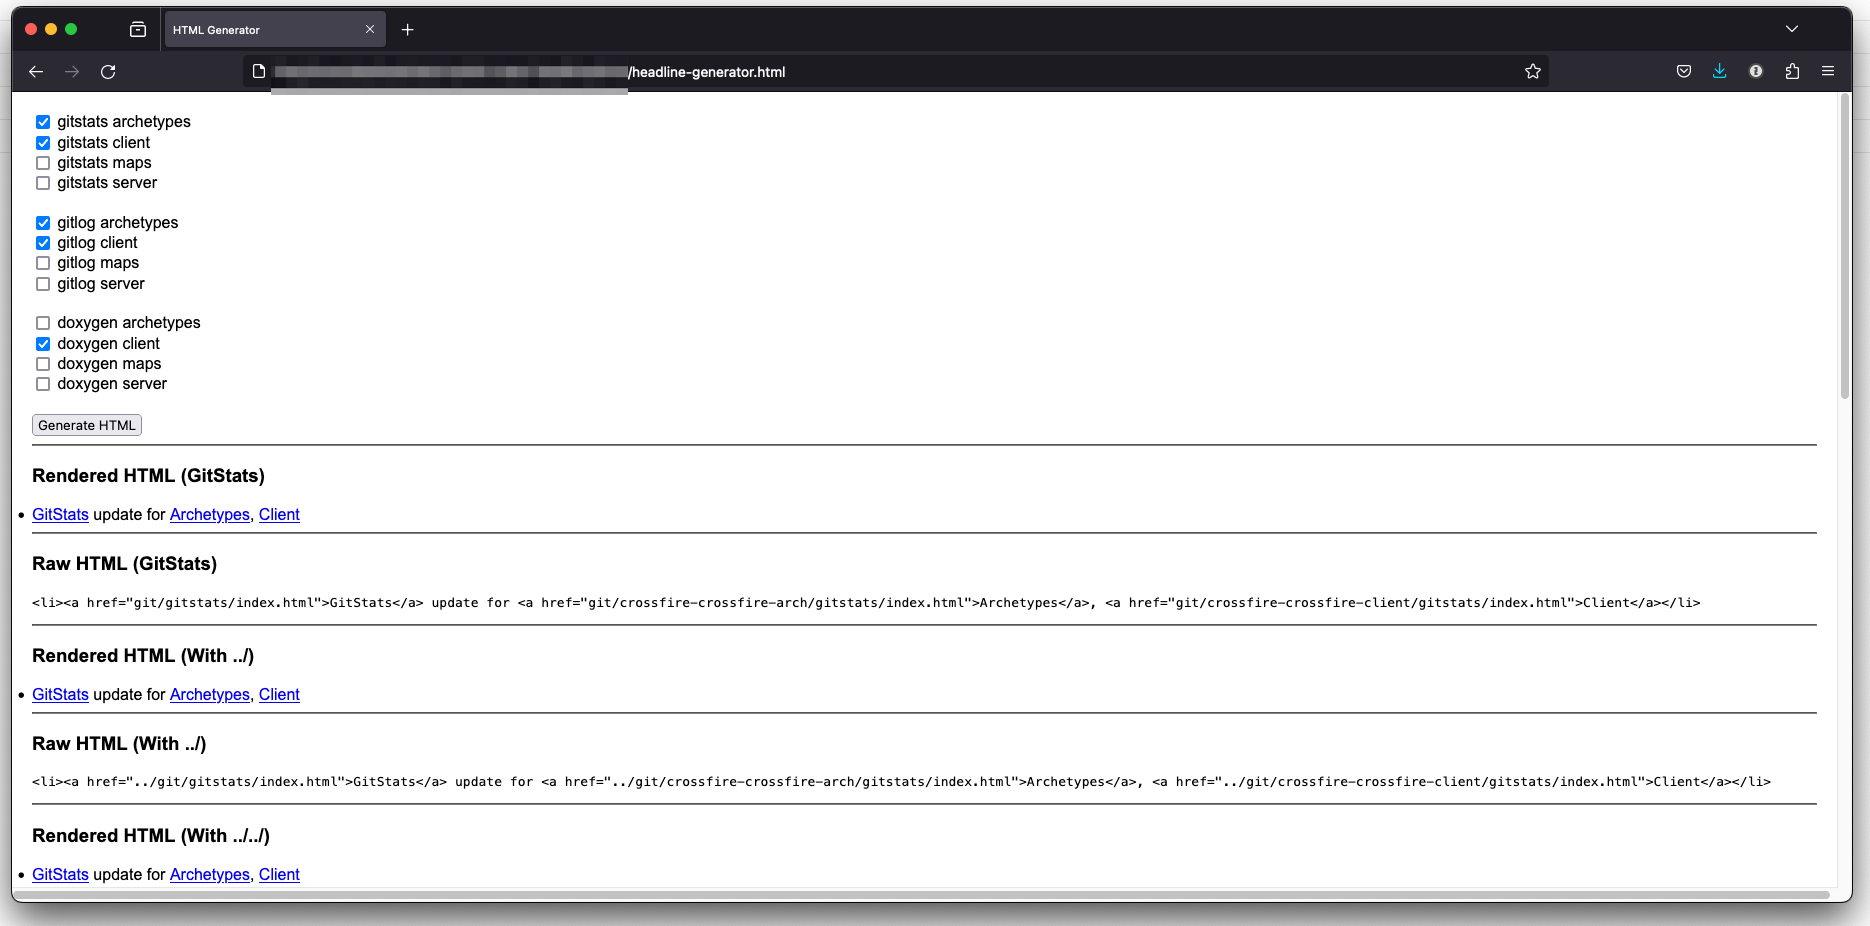 HTML Generator
/headline-generator.html
gitstats archetypes
gitstats client
gitstats maps
gitstats server
gitlog archetypes
gitlog client
gitlog maps
gitlog server
doxygen archetypes
doxygen client
doxygen maps
doxygen server
Generate HTML
Rendered HTML (GitStats)
• GitStats update for Archetypes, Client
Raw HTML (GitStats)
<li><a href="git/gitstats/index.html">GitStats</a> update for <a href="git/crossfire-crossfire-arch/gitstats/index.html">Archetypes</a>, <a href="git/crossfire-crossfire-client/gitstats/index.html">Client</a></li>
Rendered HTML (With ../)
• GitStats update for Archetypes, Client
Raw HTML (With ../)
<li><a href="../git/gitstats/index.html">GitStats</a> update for <a href="../git/crossfire-crossfire-arch/gitstats/index.html">Archetypes</a>, <a href="../git/crossfire-crossfire-client/gitstats/index.html">Client</a></li>
Rendered HTML (With ../../)
• GitStats update for Archetypes, Client